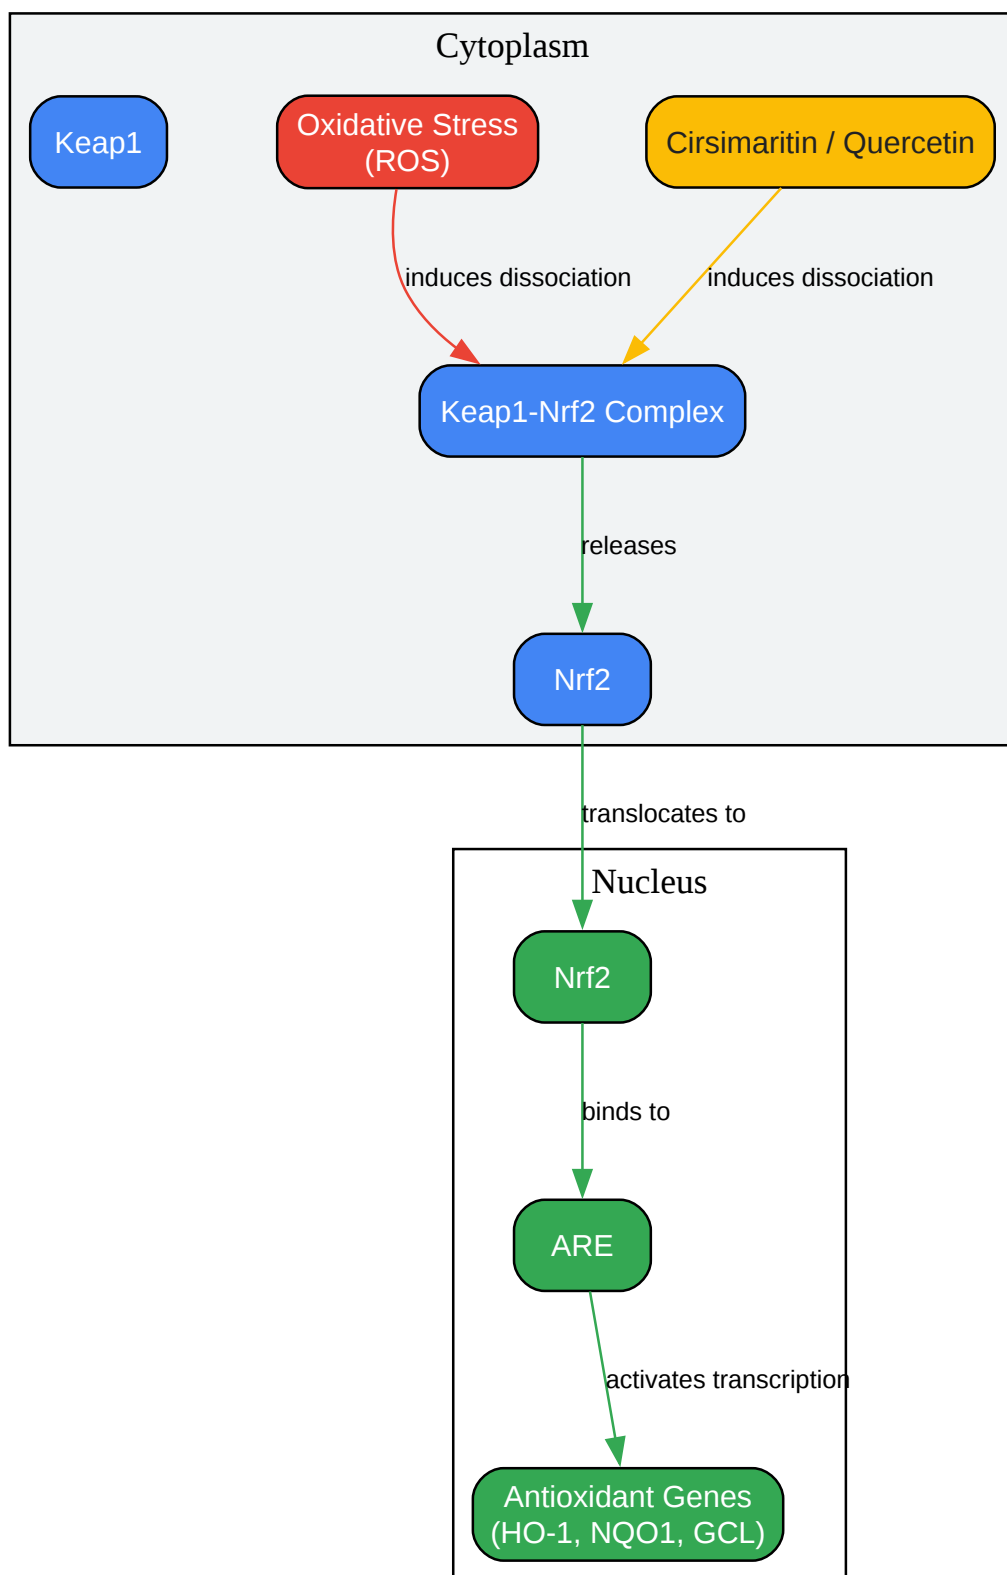 Cytoplasm
Keap1
Oxidative Stress
(ROS)
Cirsimaritin / Quercetin
induces dissociation
induces dissociation
Keap1-Nrf2 Complex
releases
Nrf2
translocates to
Nucleus
Nrf2
binds to
ARE
activates transcription
Antioxidant Genes
(HO-1, NQO1, GCL)